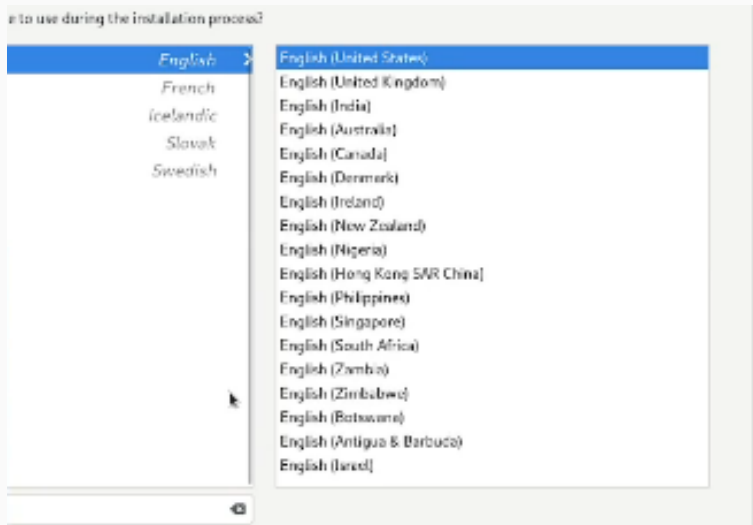 e to use during the installation process?
English
French
Icelandic
Slovak
Swedish
English (United States)
English (United Kingdom)
English (India)
English (Australia)
English (Canada)
English (Denmark)
English (Ireland)
English (New Zealand)
English (Nigeria)
English (Hong Kong SAR China)
English (Philippines)
English (Singapore)
English (South Africa)
English (Zambia)
English (Zimbabwe)
English (Botswana)
English (Antigua & Barbuda)
English (Israel)